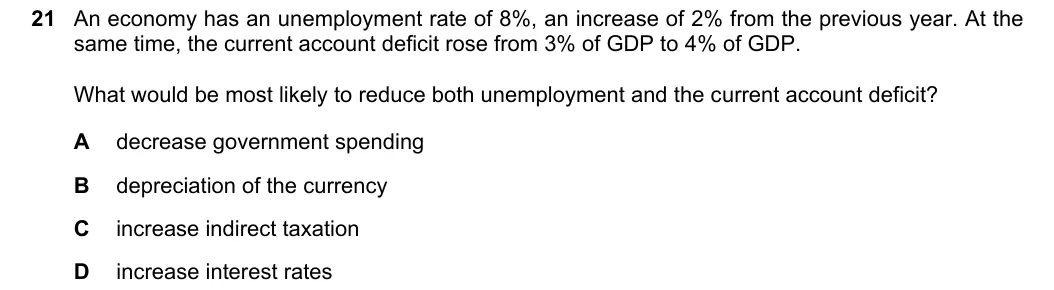 21 An economy has an unemployment rate of 8%, an increase of 2% from the previous year. At the
same time, the current account deficit rose from 3% of GDP to 4% of GDP.
What would be most likely to reduce both unemployment and the current account deficit?
A decrease government spending
B depreciation of the currency
C increase indirect taxation
D increase interest rates